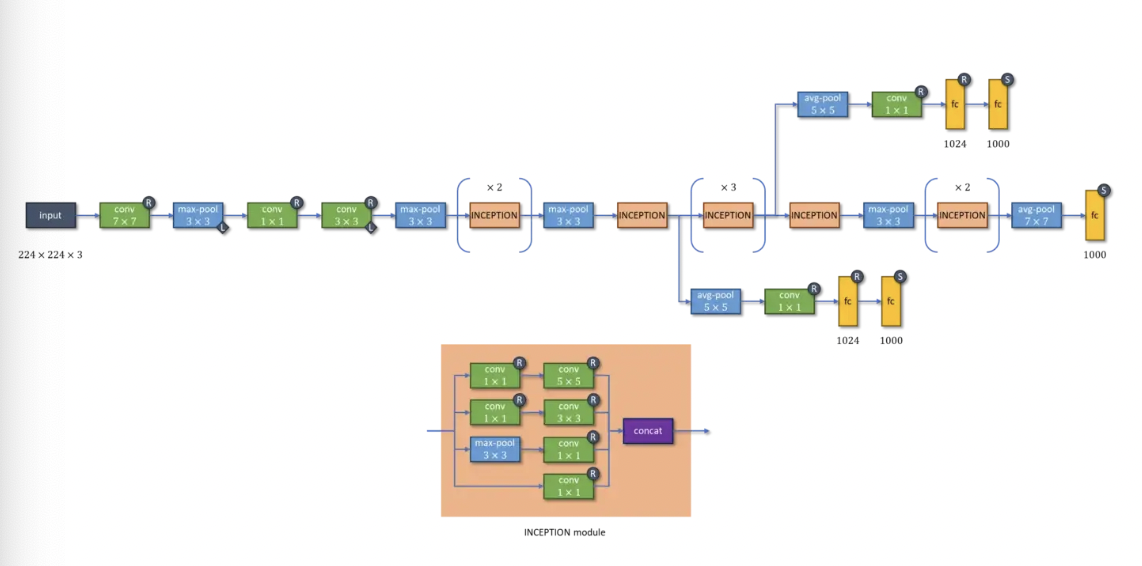 R S
avg-pool conv R fc fc
5 × 5 1 × 1
1024 1000
× 2 × 3 × 2
R R R S
input conv max-pool conv conv max-pool INCEPTION max-pool INCEPTION INCEPTION INCEPTION max-pool INCEPTION avg-pool fc
7 × 7 3 × 3 1 × 1 3 × 3 3 × 3 3 × 3 3 × 3 7 × 7
L L
224 × 224 × 3 1000
R S
avg-pool conv R fc fc
5 × 5 1 × 1
1024 1000
R R
conv conv
1 × 1 5 × 5
R R
conv conv
1 × 1 3 × 3
concat
R
max-pool conv
3 × 3 1 × 1
R
conv
1 × 1
INCEPTION module